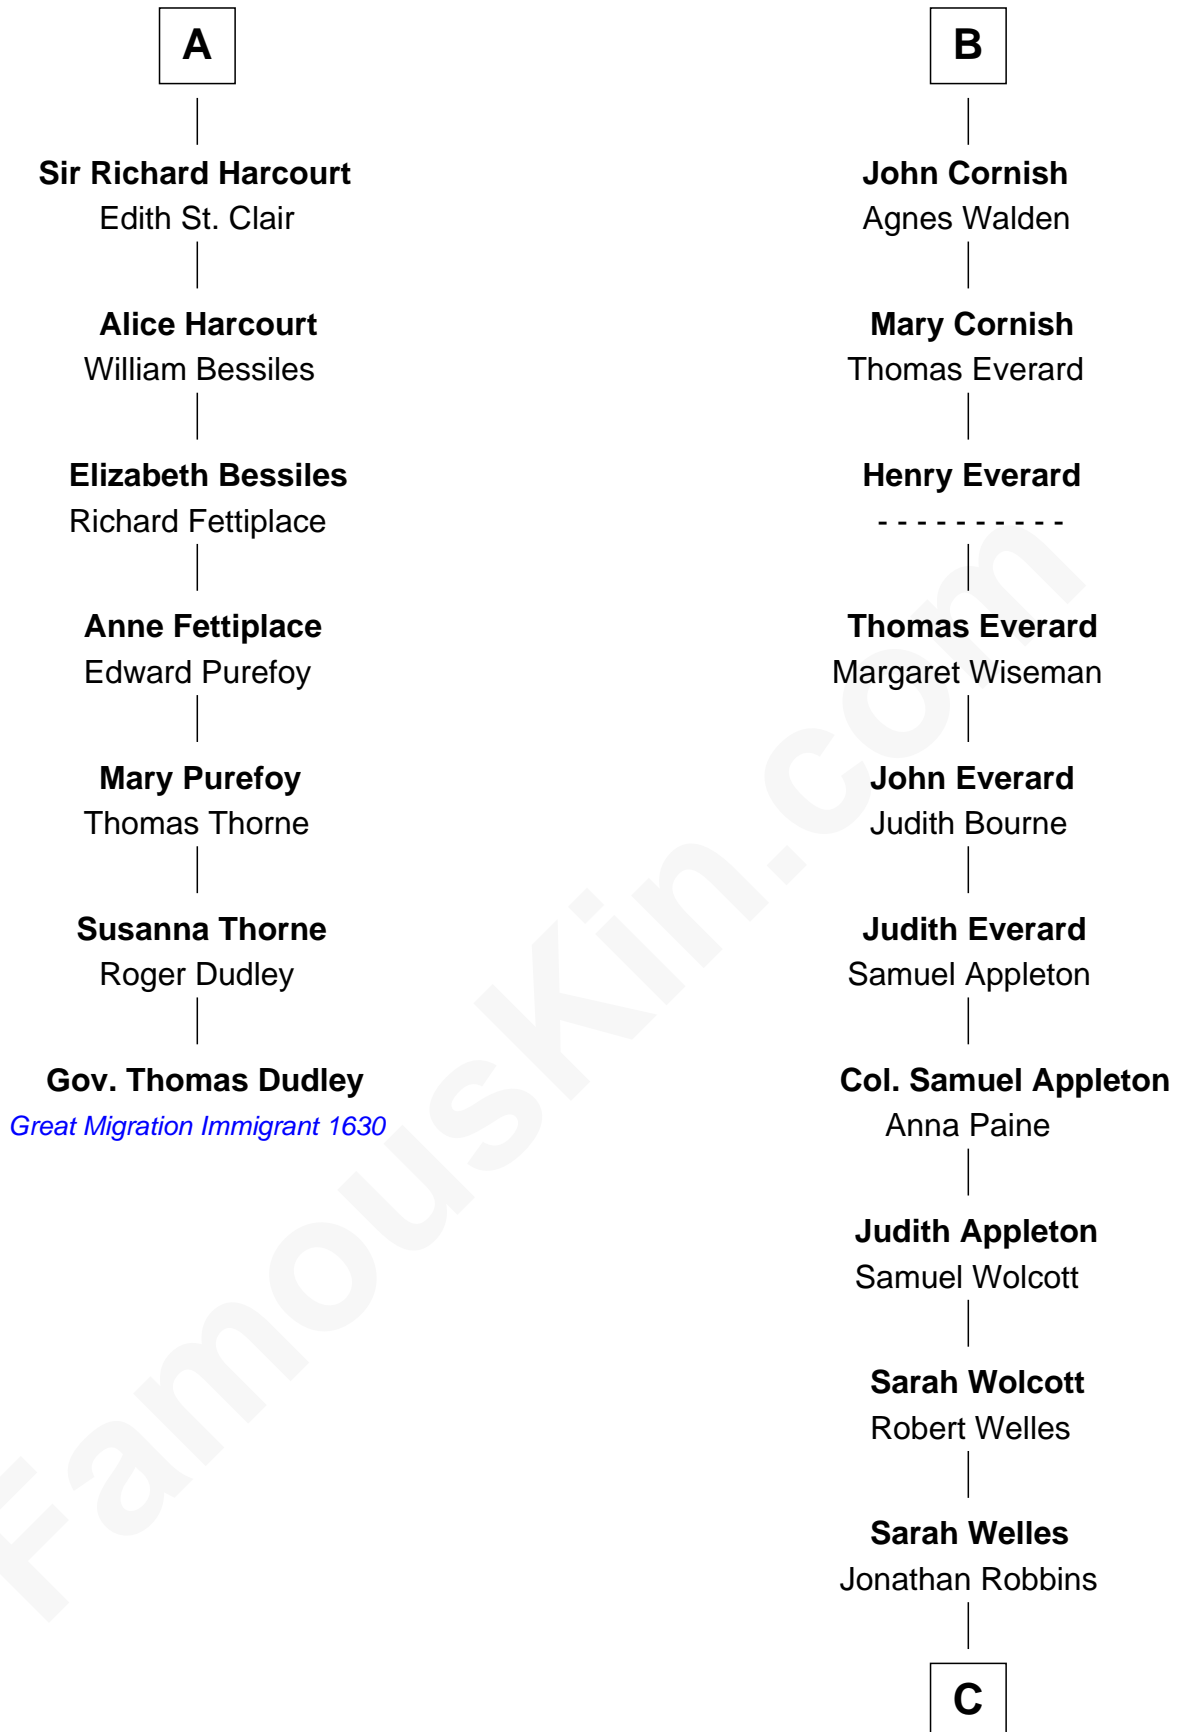 A
Sir Richard Harcourt
Edith St. Clair
Alice Harcourt
William Bessiles
Elizabeth Bessiles
Richard Fettiplace
Anne Fettiplace
Edward Purefoy
Mary Purefoy
Thomas Thorne
Susanna Thorne
Roger Dudley
Gov. Thomas Dudley
Great Migration Immigrant 1630
B
John Cornish
Agnes Walden
Mary Cornish
Thomas Everard
Henry Everard
- - - - - - - - - -
Thomas Everard
Margaret Wiseman
John Everard
Judith Bourne
Judith Everard
Samuel Appleton
Col. Samuel Appleton
Anna Paine
Judith Appleton
Samuel Wolcott
Sarah Wolcott
Robert Welles
Sarah Welles
Jonathan Robbins
C
FamousKin.com